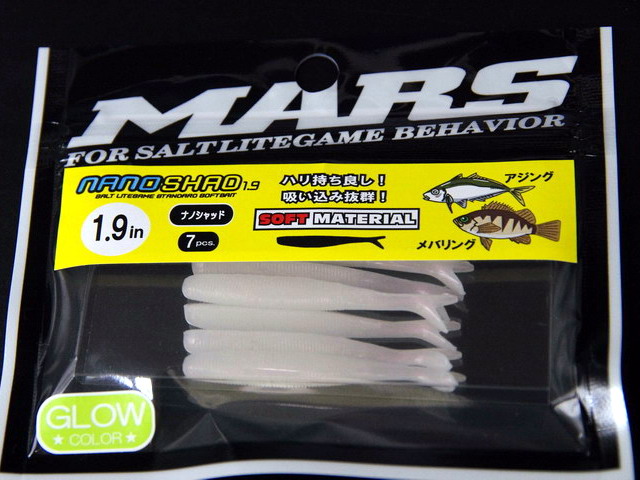 MARS
FOR SALTLITEGAME BEHAVIOR
NANOSHAD 1.9
SALT LITEGAME STANDARD SOFTBAIT
1.9in
ナノシャッド
7pcs.
ハリ持ち良し!
吸い込み抜群!
SOFT MATERIAL
アジング
メバリング
GLOW
★ COLOR ★